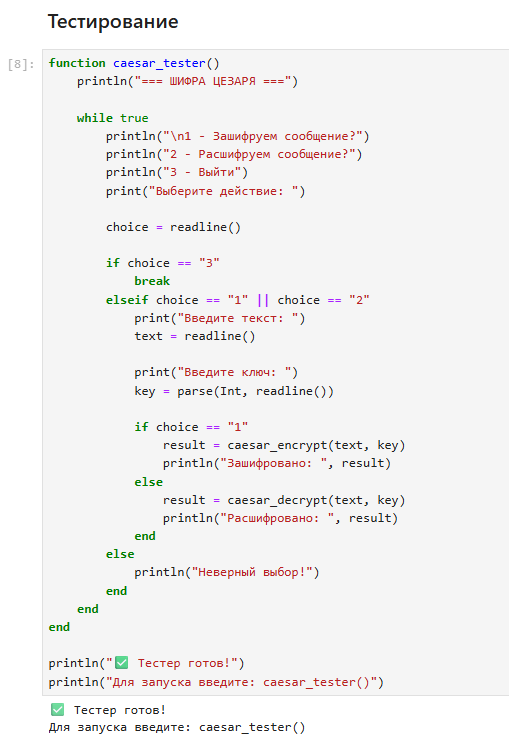 Тестирование
[8]:
function caesar_tester()
    println("=== ШИФРА ЦЕЗАРЯ ===")

    while true
        println("\n1 - Зашифруем сообщение?")
        println("2 - Расшифруем сообщение?")
        println("3 - Выйти")
        print("Выберите действие: ")

        choice = readline()

        if choice == "3"
            break
        elseif choice == "1" || choice == "2"
            print("Введите текст: ")
            text = readline()

            print("Введите ключ: ")
            key = parse(Int, readline())

            if choice == "1"
                result = caesar_encrypt(text, key)
                println("Зашифровано: ", result)
            else
                result = caesar_decrypt(text, key)
                println("Расшифровано: ", result)
            end
        else
            println("Неверный выбор!")
        end
    end
end

println("✅ Тестер готов!")
println("Для запуска введите: caesar_tester()")
✅ Тестер готов!
Для запуска введите: caesar_tester()